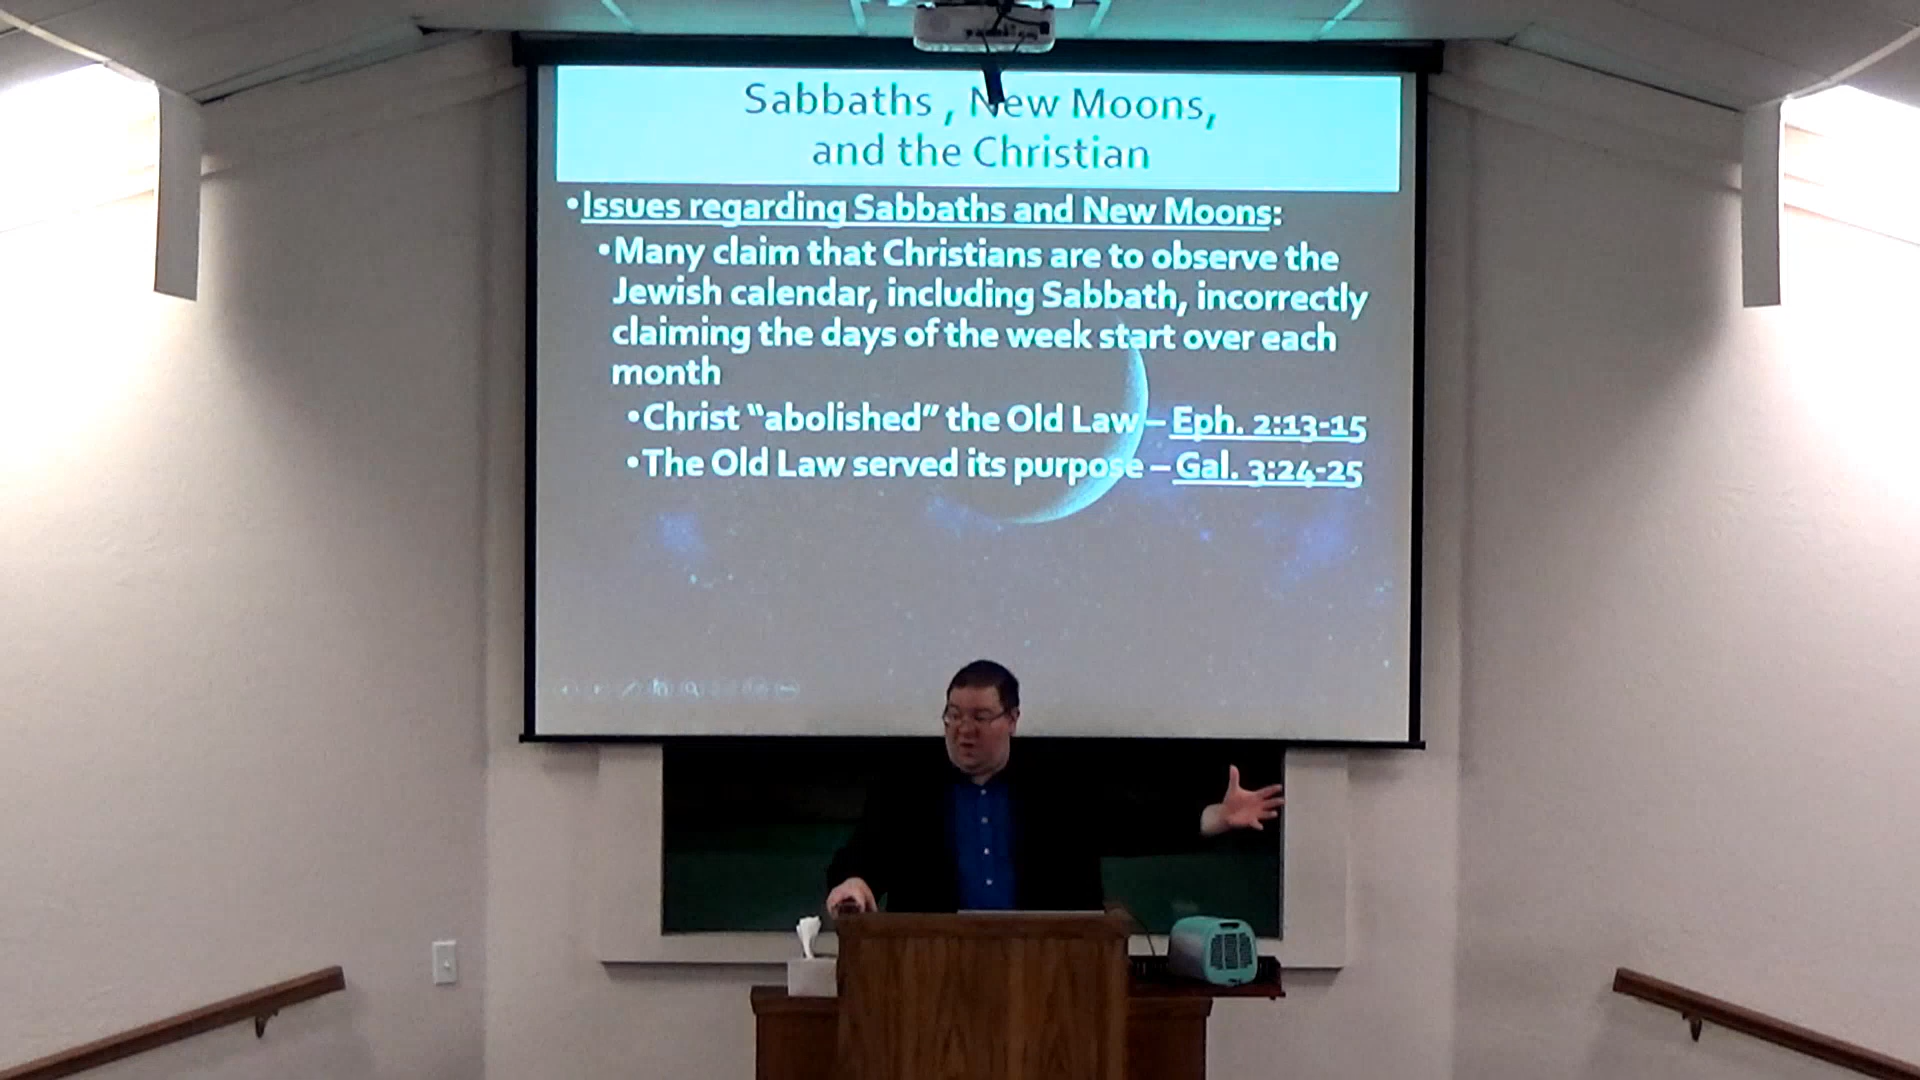 Sabbaths , New Moons,
and the Christian
•Issues regarding Sabbaths and New Moons:
•Many claim that Christians are to observe the
Jewish calendar, including Sabbath, incorrectly
claiming the days of the week start over each
month
•Christ “abolished” the Old Law – Eph. 2:13-15
•The Old Law served its purpose – Gal. 3:24-25